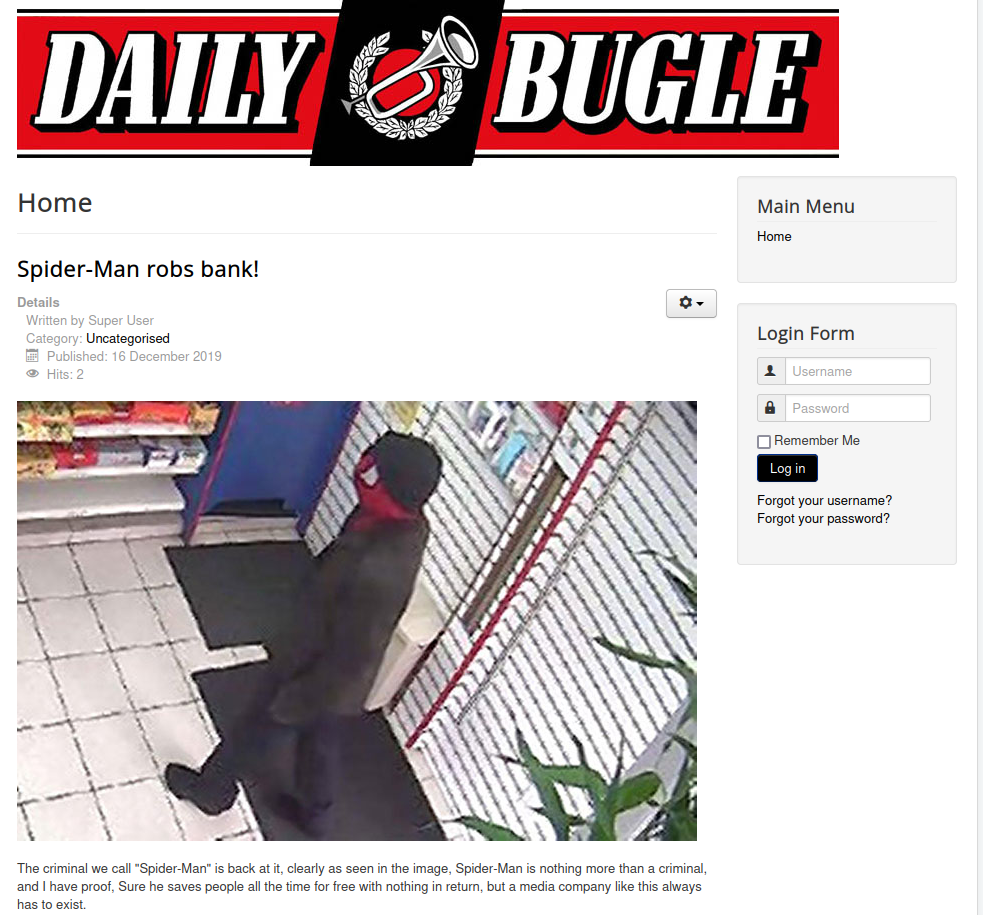 DAILY BUGLE
Home
Spider-Man robs bank!
Details
Written by Super User
Category: Uncategorised
Published: 16 December 2019
Hits: 2
The criminal we call "Spider-Man" is back at it, clearly as seen in the image, Spider-Man is nothing more than a criminal,
and I have proof, Sure he saves people all the time for free with nothing in return, but a media company like this always
has to exist.
Main Menu
Home
Login Form
Username
Password
Remember Me
Log in
Forgot your username?
Forgot your password?